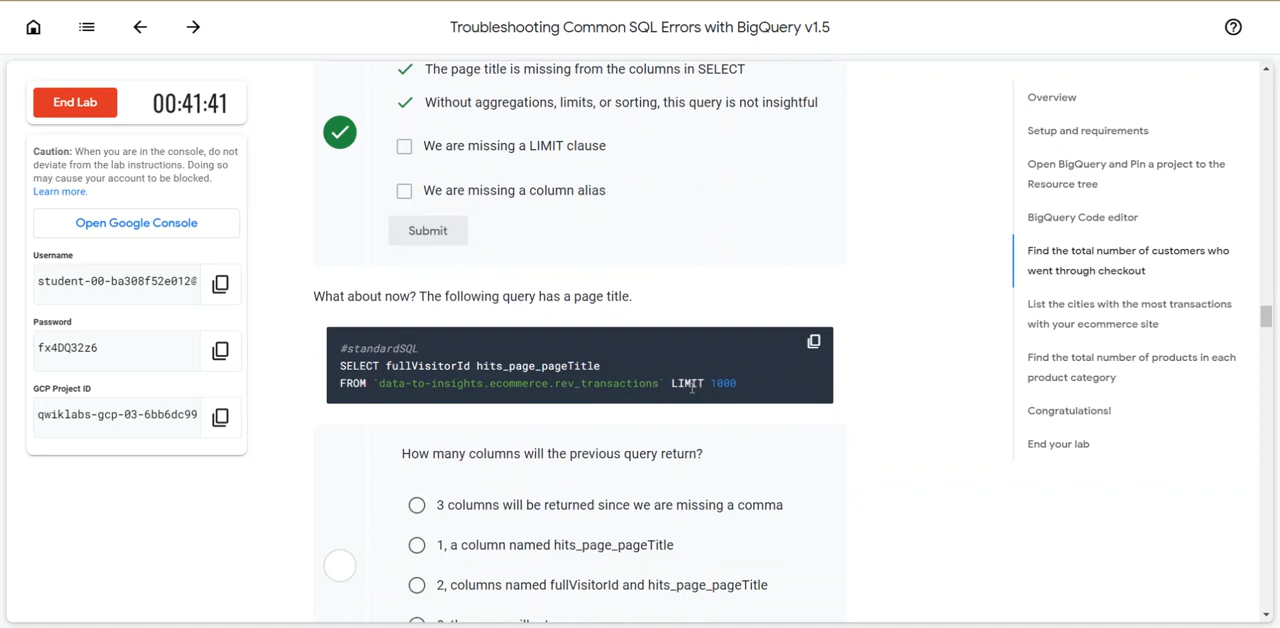 Troubleshooting Common SQL Errors with BigQuery v1.5
End Lab
00:41:41
Caution: When you are in the console, do not
deviate from the lab instructions. Doing so
may cause your account to be blocked.
Learn more.
Open Google Console
Username
student-00-ba308f52e012@
Password
fx4DQ32z6
GCP Project ID
qwiklabs-gcp-03-6bb6dc99
The page title is missing from the columns in SELECT
Without aggregations, limits, or sorting, this query is not insightful
We are missing a LIMIT clause
We are missing a column alias
Submit
What about now? The following query has a page title.
#standardSQL
SELECT fullVisitorId hits_page_pageTitle
FROM `data-to-insights.ecommerce.rev_transactions` LIMIT 1000
How many columns will the previous query return?
3 columns will be returned since we are missing a comma
1, a column named hits_page_pageTitle
2, columns named fullVisitorId and hits_page_pageTitle
Overview
Setup and requirements
Open BigQuery and Pin a project to the
Resource tree
BigQuery Code editor
Find the total number of customers who
went through checkout
List the cities with the most transactions
with your ecommerce site
Find the total number of products in each
product category
Congratulations!
End your lab